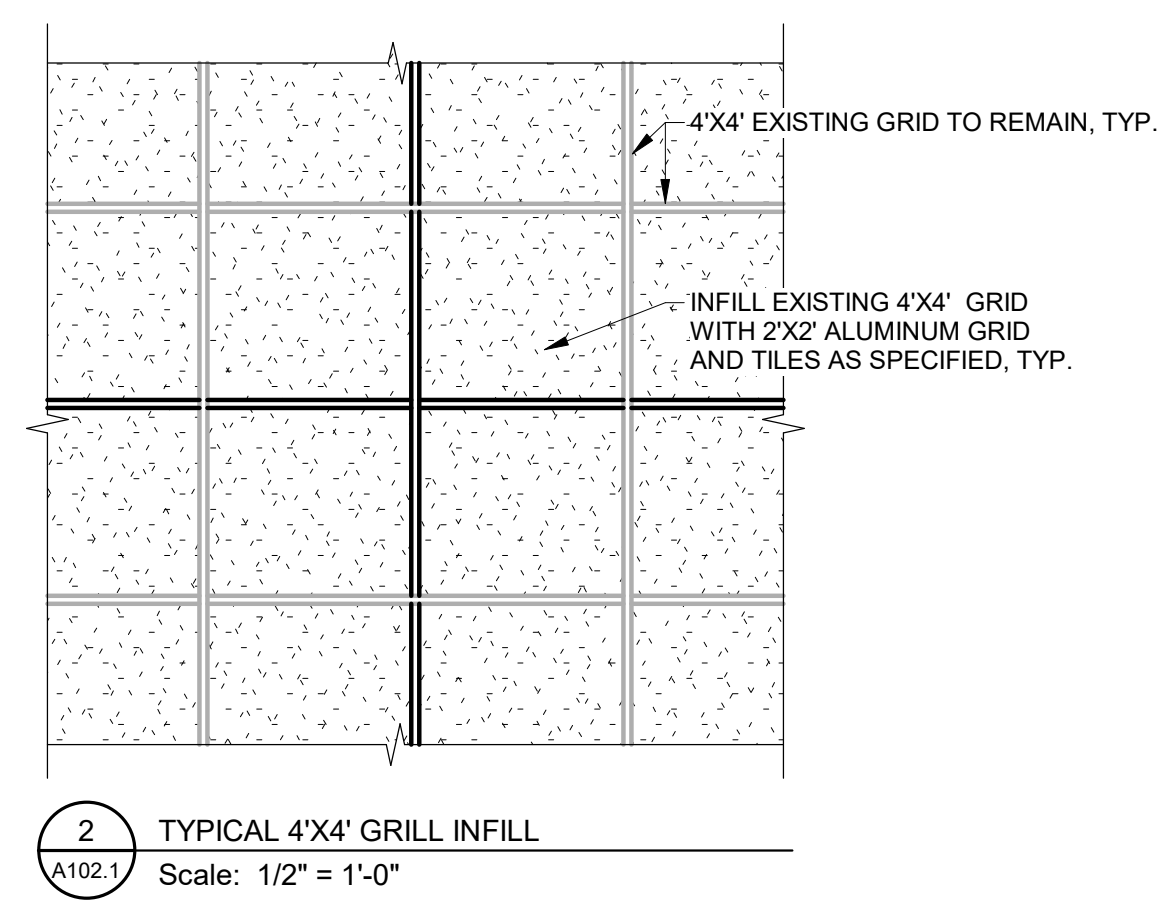 4'X4' EXISTING GRID TO REMAIN, TYP.
INFILL EXISTING 4'X4' GRID
WITH 2'X2' ALUMINUM GRID
AND TILES AS SPECIFIED, TYP.
2
TYPICAL 4'X4' GRILL INFILL
A102.1
Scale: 1/2" = 1'-0"